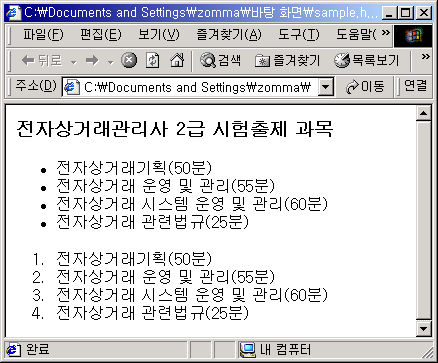 C:\Documents and Settings\zomma\바탕 화면\sample,h...
파일(F) 편집(E) 보기(V) 즐겨찾기(A) 도구(T) 도움말( »
뒤로 검색 즐겨찾기 목록보기 »
주소(D) C:\Documents and Settings\zomma\ 이동 연결
전자상거래관리사 2급 시험출제 과목
• 전자상거래기획(50분)
• 전자상거래 운영 및 관리(55분)
• 전자상거래 시스템 운영 및 관리(60분)
• 전자상거래 관련법규(25분)
1. 전자상거래기획(50분)
2. 전자상거래 운영 및 관리(55분)
3. 전자상거래 시스템 운영 및 관리(60분)
4. 전자상거래 관련법규(25분)
완료 내 컴퓨터